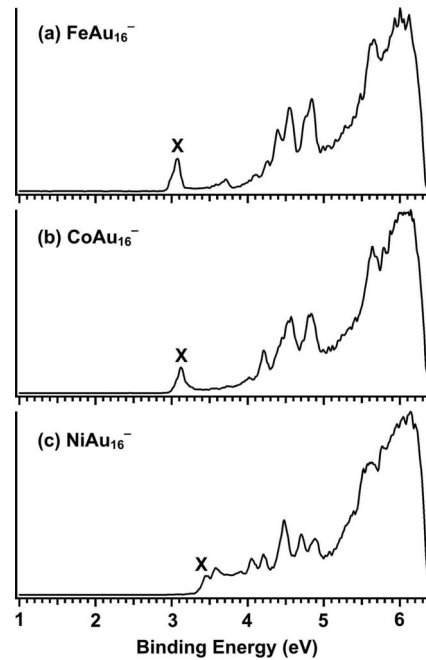 (a) FeAu₁₆⁻
X
(b) CoAu₁₆⁻
X
(c) NiAu₁₆⁻
X
1 2 3 4 5 6
Binding Energy (eV)